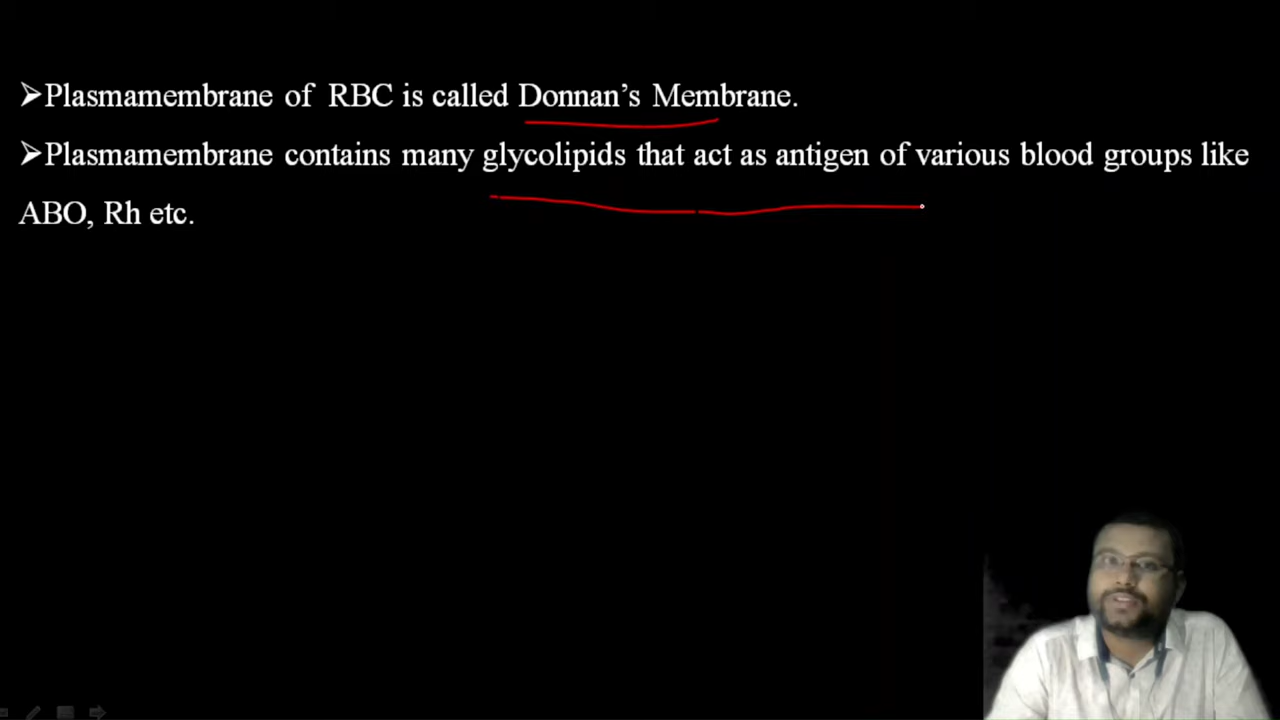 ➢Plasmamembrane of RBC is called Donnan’s Membrane.
➢Plasmamembrane contains many glycolipids that act as antigen of various blood groups like
ABO, Rh etc.